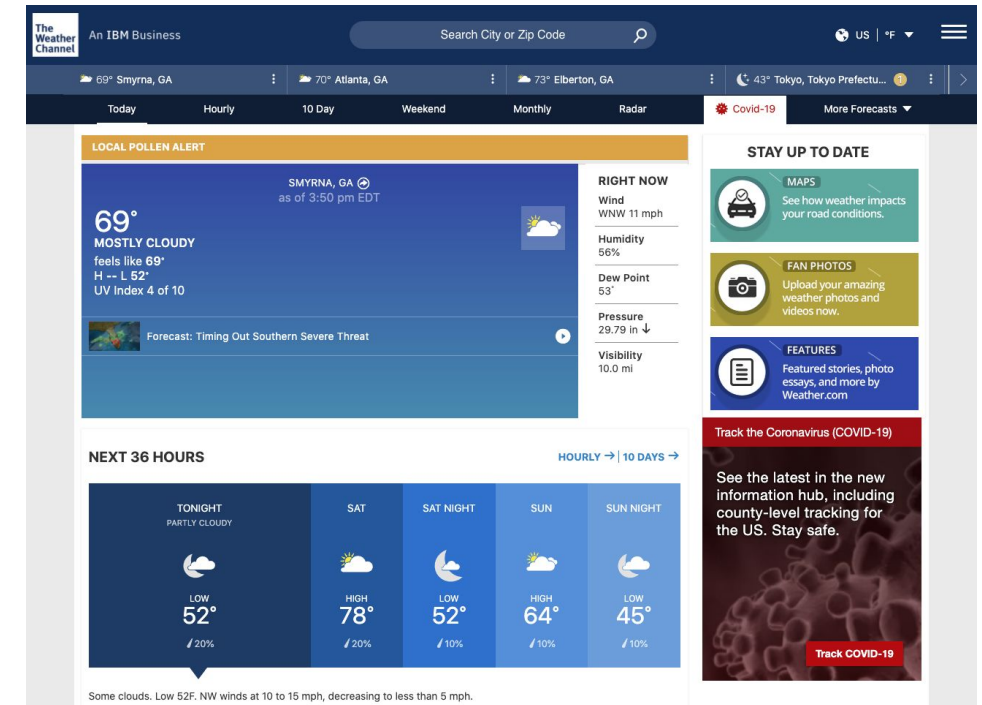 The
Weather
Channel
An IBM Business
Search City or Zip Code
US | °F
69° Smyrna, GA
70° Atlanta, GA
73° Elberton, GA
43° Tokyo, Tokyo Prefectu... 1
Today Hourly 10 Day Weekend Monthly Radar Covid-19 More Forecasts
LOCAL POLLEN ALERT
SMYRNA, GA
as of 3:50 pm EDT
69°
MOSTLY CLOUDY
feels like 69°
H -- L 52°
UV Index 4 of 10
Forecast: Timing Out Southern Severe Threat
RIGHT NOW
Wind
WNW 11 mph
Humidity
56%
Dew Point
53°
Pressure
29.79 in ↓
Visibility
10.0 mi
STAY UP TO DATE
MAPS
See how weather impacts
your road conditions.
FAN PHOTOS
Upload your amazing
weather photos and
videos now.
FEATURES
Featured stories, photo
essays, and more by
Weather.com
Track the Coronavirus (COVID-19)
See the latest in the new
information hub, including
county-level tracking for
the US. Stay safe.
Track COVID-19
NEXT 36 HOURS
HOURLY → | 10 DAYS →
TONIGHT
PARTLY CLOUDY
LOW
52°
20%
SAT
HIGH
78°
20%
SAT NIGHT
LOW
52°
10%
SUN
HIGH
64°
10%
SUN NIGHT
LOW
45°
10%
Some clouds. Low 52F. NW winds at 10 to 15 mph, decreasing to less than 5 mph.